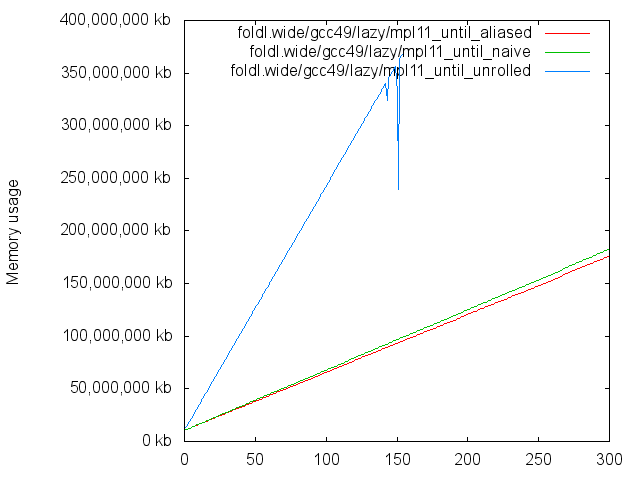 400,000,000 kb
350,000,000 kb
300,000,000 kb
250,000,000 kb
200,000,000 kb
150,000,000 kb
100,000,000 kb
50,000,000 kb
0 kb
Memory usage
foldl.wide/gcc49/lazy/mpl11_until_aliased
foldl.wide/gcc49/lazy/mpl11_until_naive
foldl.wide/gcc49/lazy/mpl11_until_unrolled
0 50 100 150 200 250 300